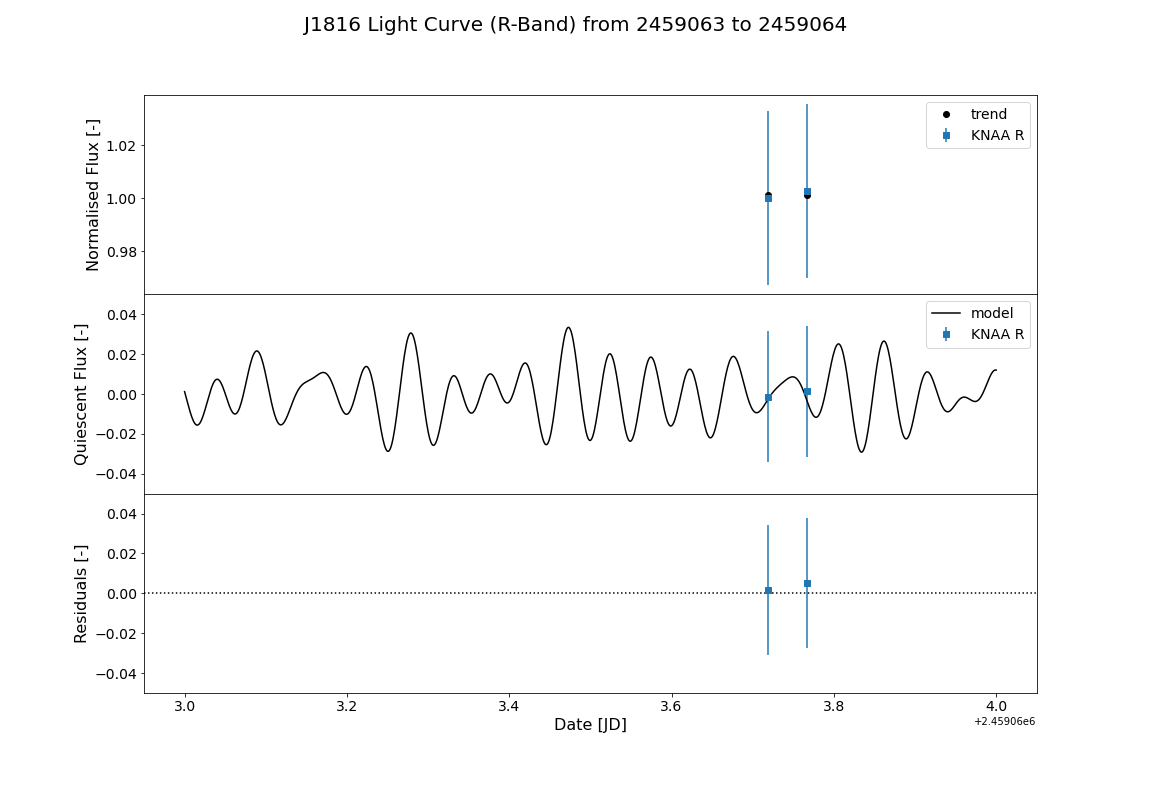 J1816 Light Curve (R-Band) from 2459063 to 2459064
Normalised Flux [-]
1.02
1.00
0.98
trend
KNAA R
Quiescent Flux [-]
0.04
0.02
0.00
−0.02
−0.04
model
KNAA R
Residuals [-]
0.04
0.02
0.00
−0.02
−0.04
3.0 3.2 3.4 3.6 3.8 4.0
Date [JD]
+2.45906e6